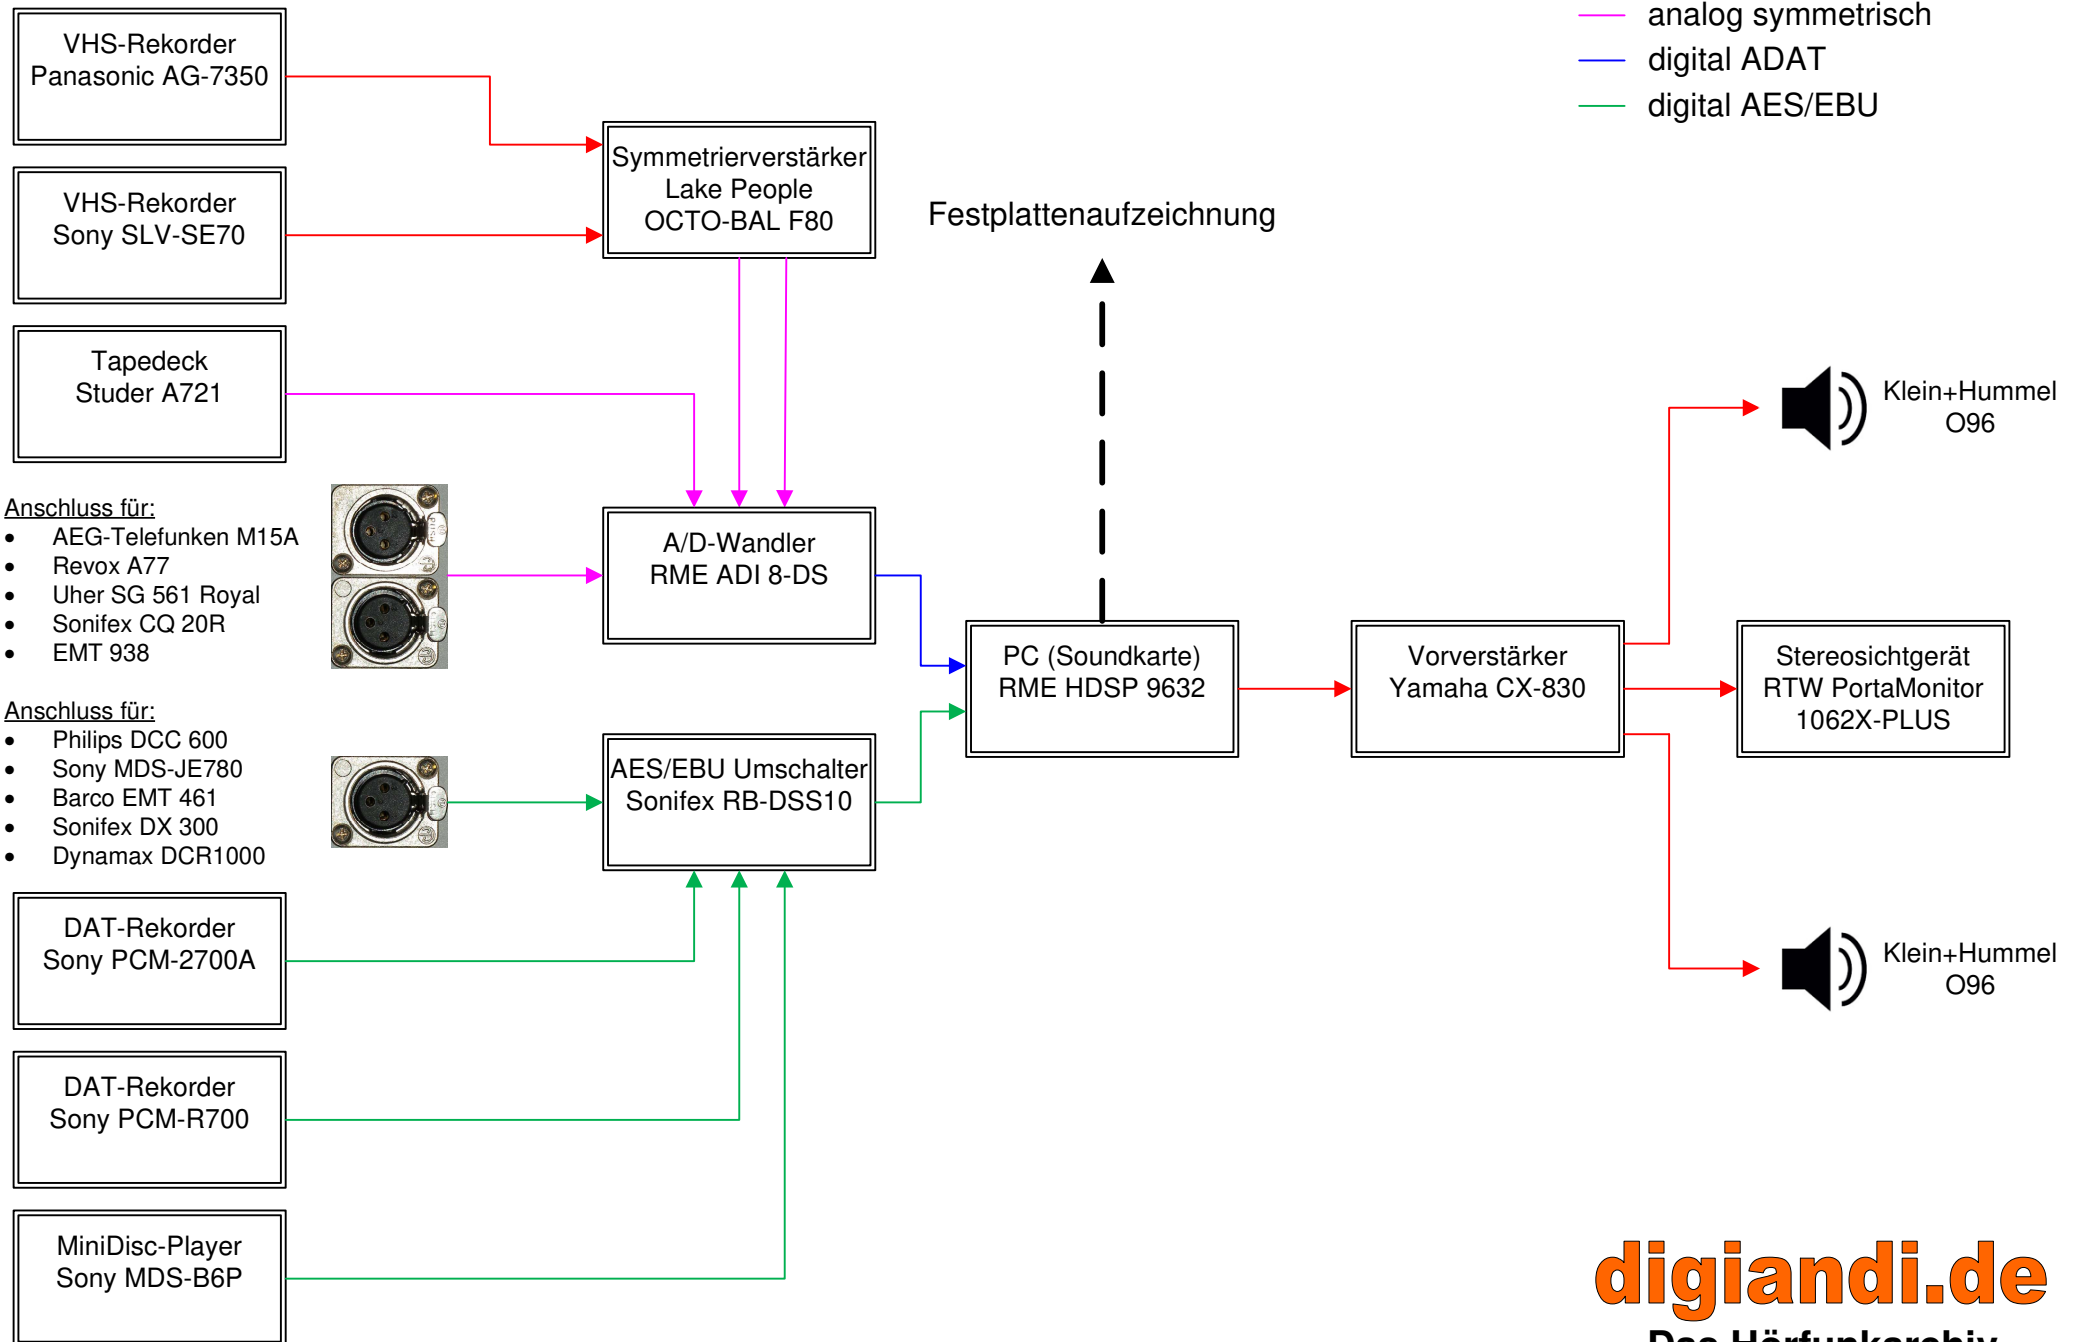 analog symmetrisch
digital ADAT
digital AES/EBU
VHS-Rekorder
Panasonic AG-7350
VHS-Rekorder
Sony SLV-SE70
Symmetrierverstärker
Lake People
OCTO-BAL F80
Festplattenaufzeichnung
Tapedeck
Studer A721
Klein+Hummel
O96
Anschluss für:
• AEG-Telefunken M15A
• Revox A77
• Uher SG 561 Royal
• Sonifex CQ 20R
• EMT 938
A/D-Wandler
RME ADI 8-DS
PC (Soundkarte)
RME HDSP 9632
Vorverstärker
Yamaha CX-830
Stereosichtgerät
RTW PortaMonitor
1062X-PLUS
Anschluss für:
• Philips DCC 600
• Sony MDS-JE780
• Barco EMT 461
• Sonifex DX 300
• Dynamax DCR1000
AES/EBU Umschalter
Sonifex RB-DSS10
DAT-Rekorder
Sony PCM-2700A
Klein+Hummel
O96
DAT-Rekorder
Sony PCM-R700
MiniDisc-Player
Sony MDS-B6P
digiandi.de
Das Hörfunkarchiv